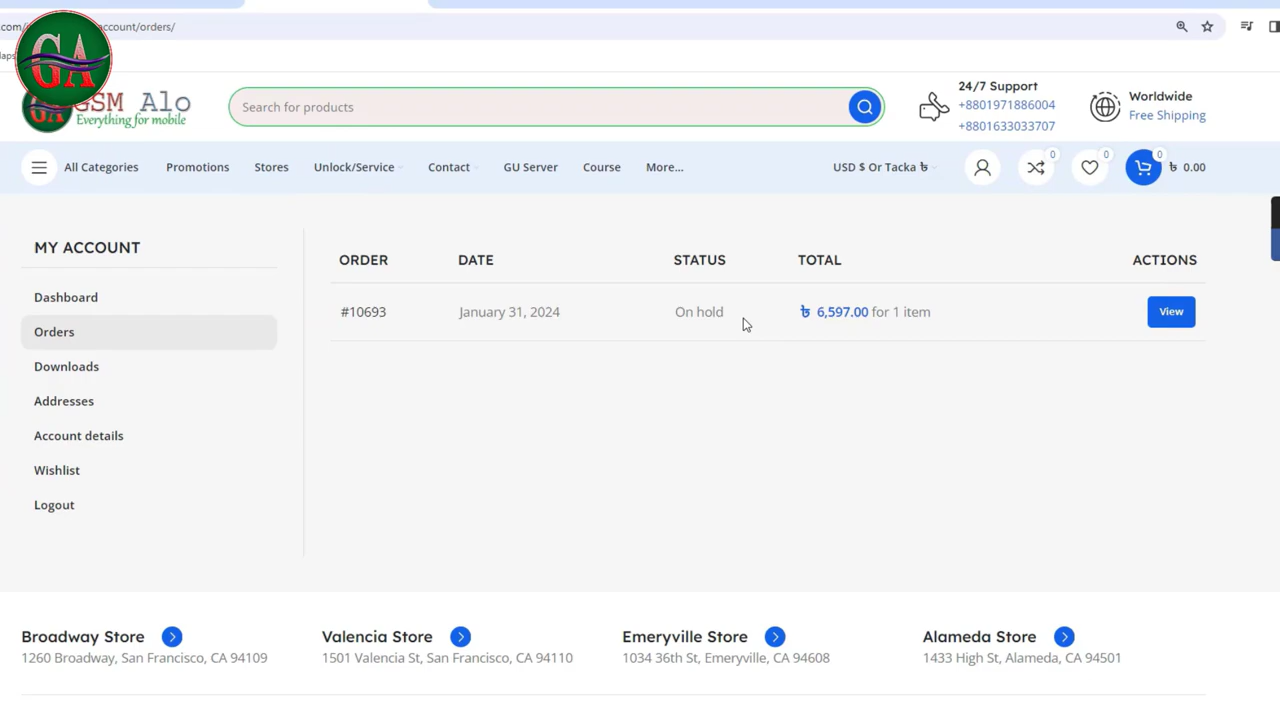 com/
account/orders/
aps
GA
GSM Alo
Everything for mobile
Search for products
24/7 Support
+8801971886004
+8801633033707
Worldwide
Free Shipping
All Categories Promotions Stores Unlock/Service Contact GU Server Course More... USD $ Or Tacka ৳ 0 0 0 ৳ 0.00
MY ACCOUNT
Dashboard
Orders
Downloads
Addresses
Account details
Wishlist
Logout
ORDER DATE STATUS TOTAL ACTIONS
#10693 January 31, 2024 On hold ৳ 6,597.00 for 1 item View
Broadway Store
1260 Broadway, San Francisco, CA 94109
Valencia Store
1501 Valencia St, San Francisco, CA 94110
Emeryville Store
1034 36th St, Emeryville, CA 94608
Alameda Store
1433 High St, Alameda, CA 94501